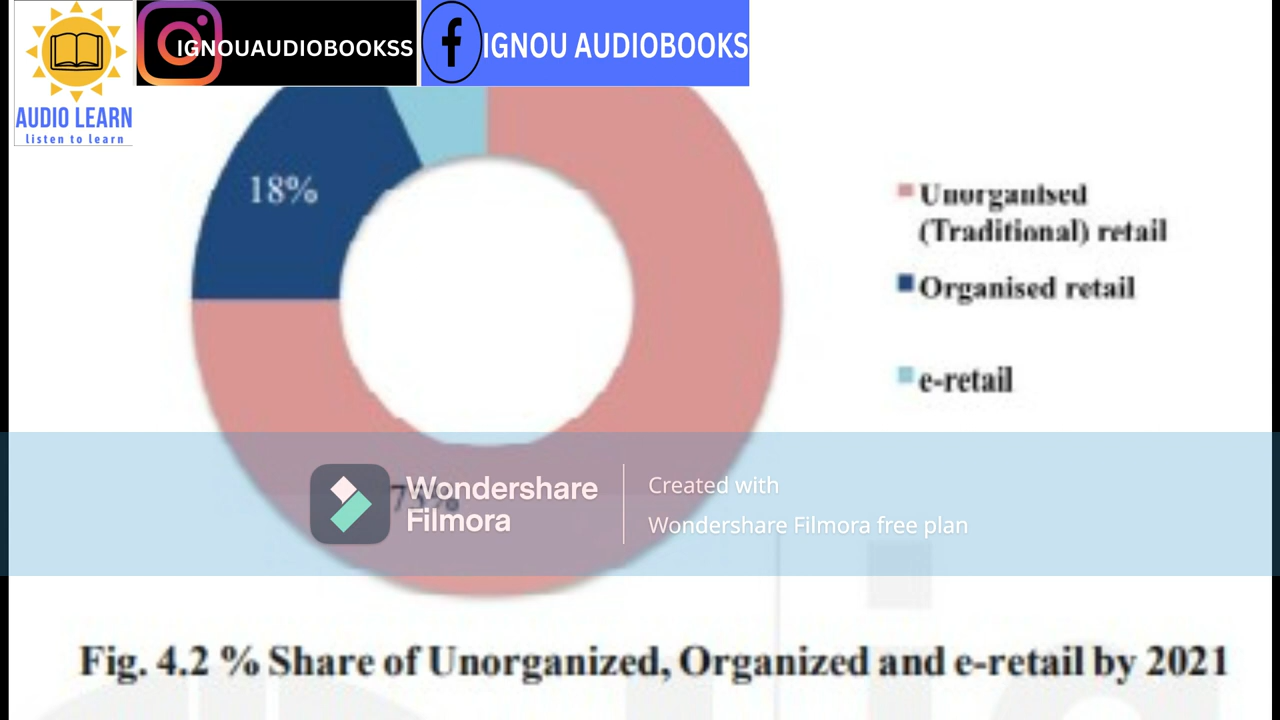 IGNOUAUDIOBOOKSS
IGNOU AUDIOBOOKS
AUDIO LEARN
listen to learn
18%
Unorganised
(Traditional) retail
Organised retail
e-retail
75%
Wondershare
Filmora
Created with
Wondershare Filmora free plan
Fig. 4.2 % Share of Unorganized, Organized and e-retail by 2021